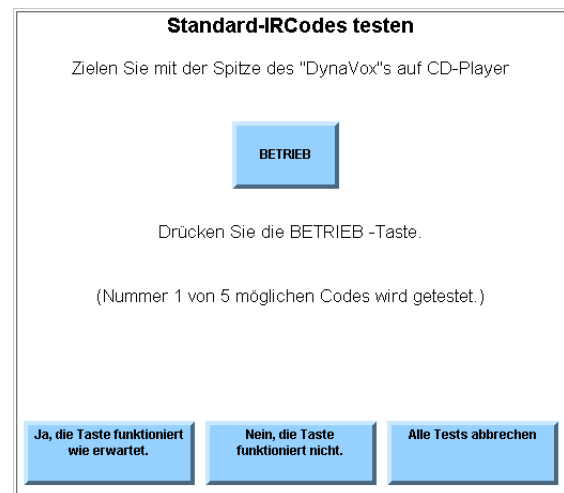 Standard-IRCodes testen
Zielen Sie mit der Spitze des "DynaVox"s auf CD-Player
BETRIEB
Drücken Sie die BETRIEB -Taste.
(Nummer 1 von 5 möglichen Codes wird getestet.)
Ja, die Taste funktioniert
wie erwartet.
Nein, die Taste
funktioniert nicht.
Alle Tests abbrechen